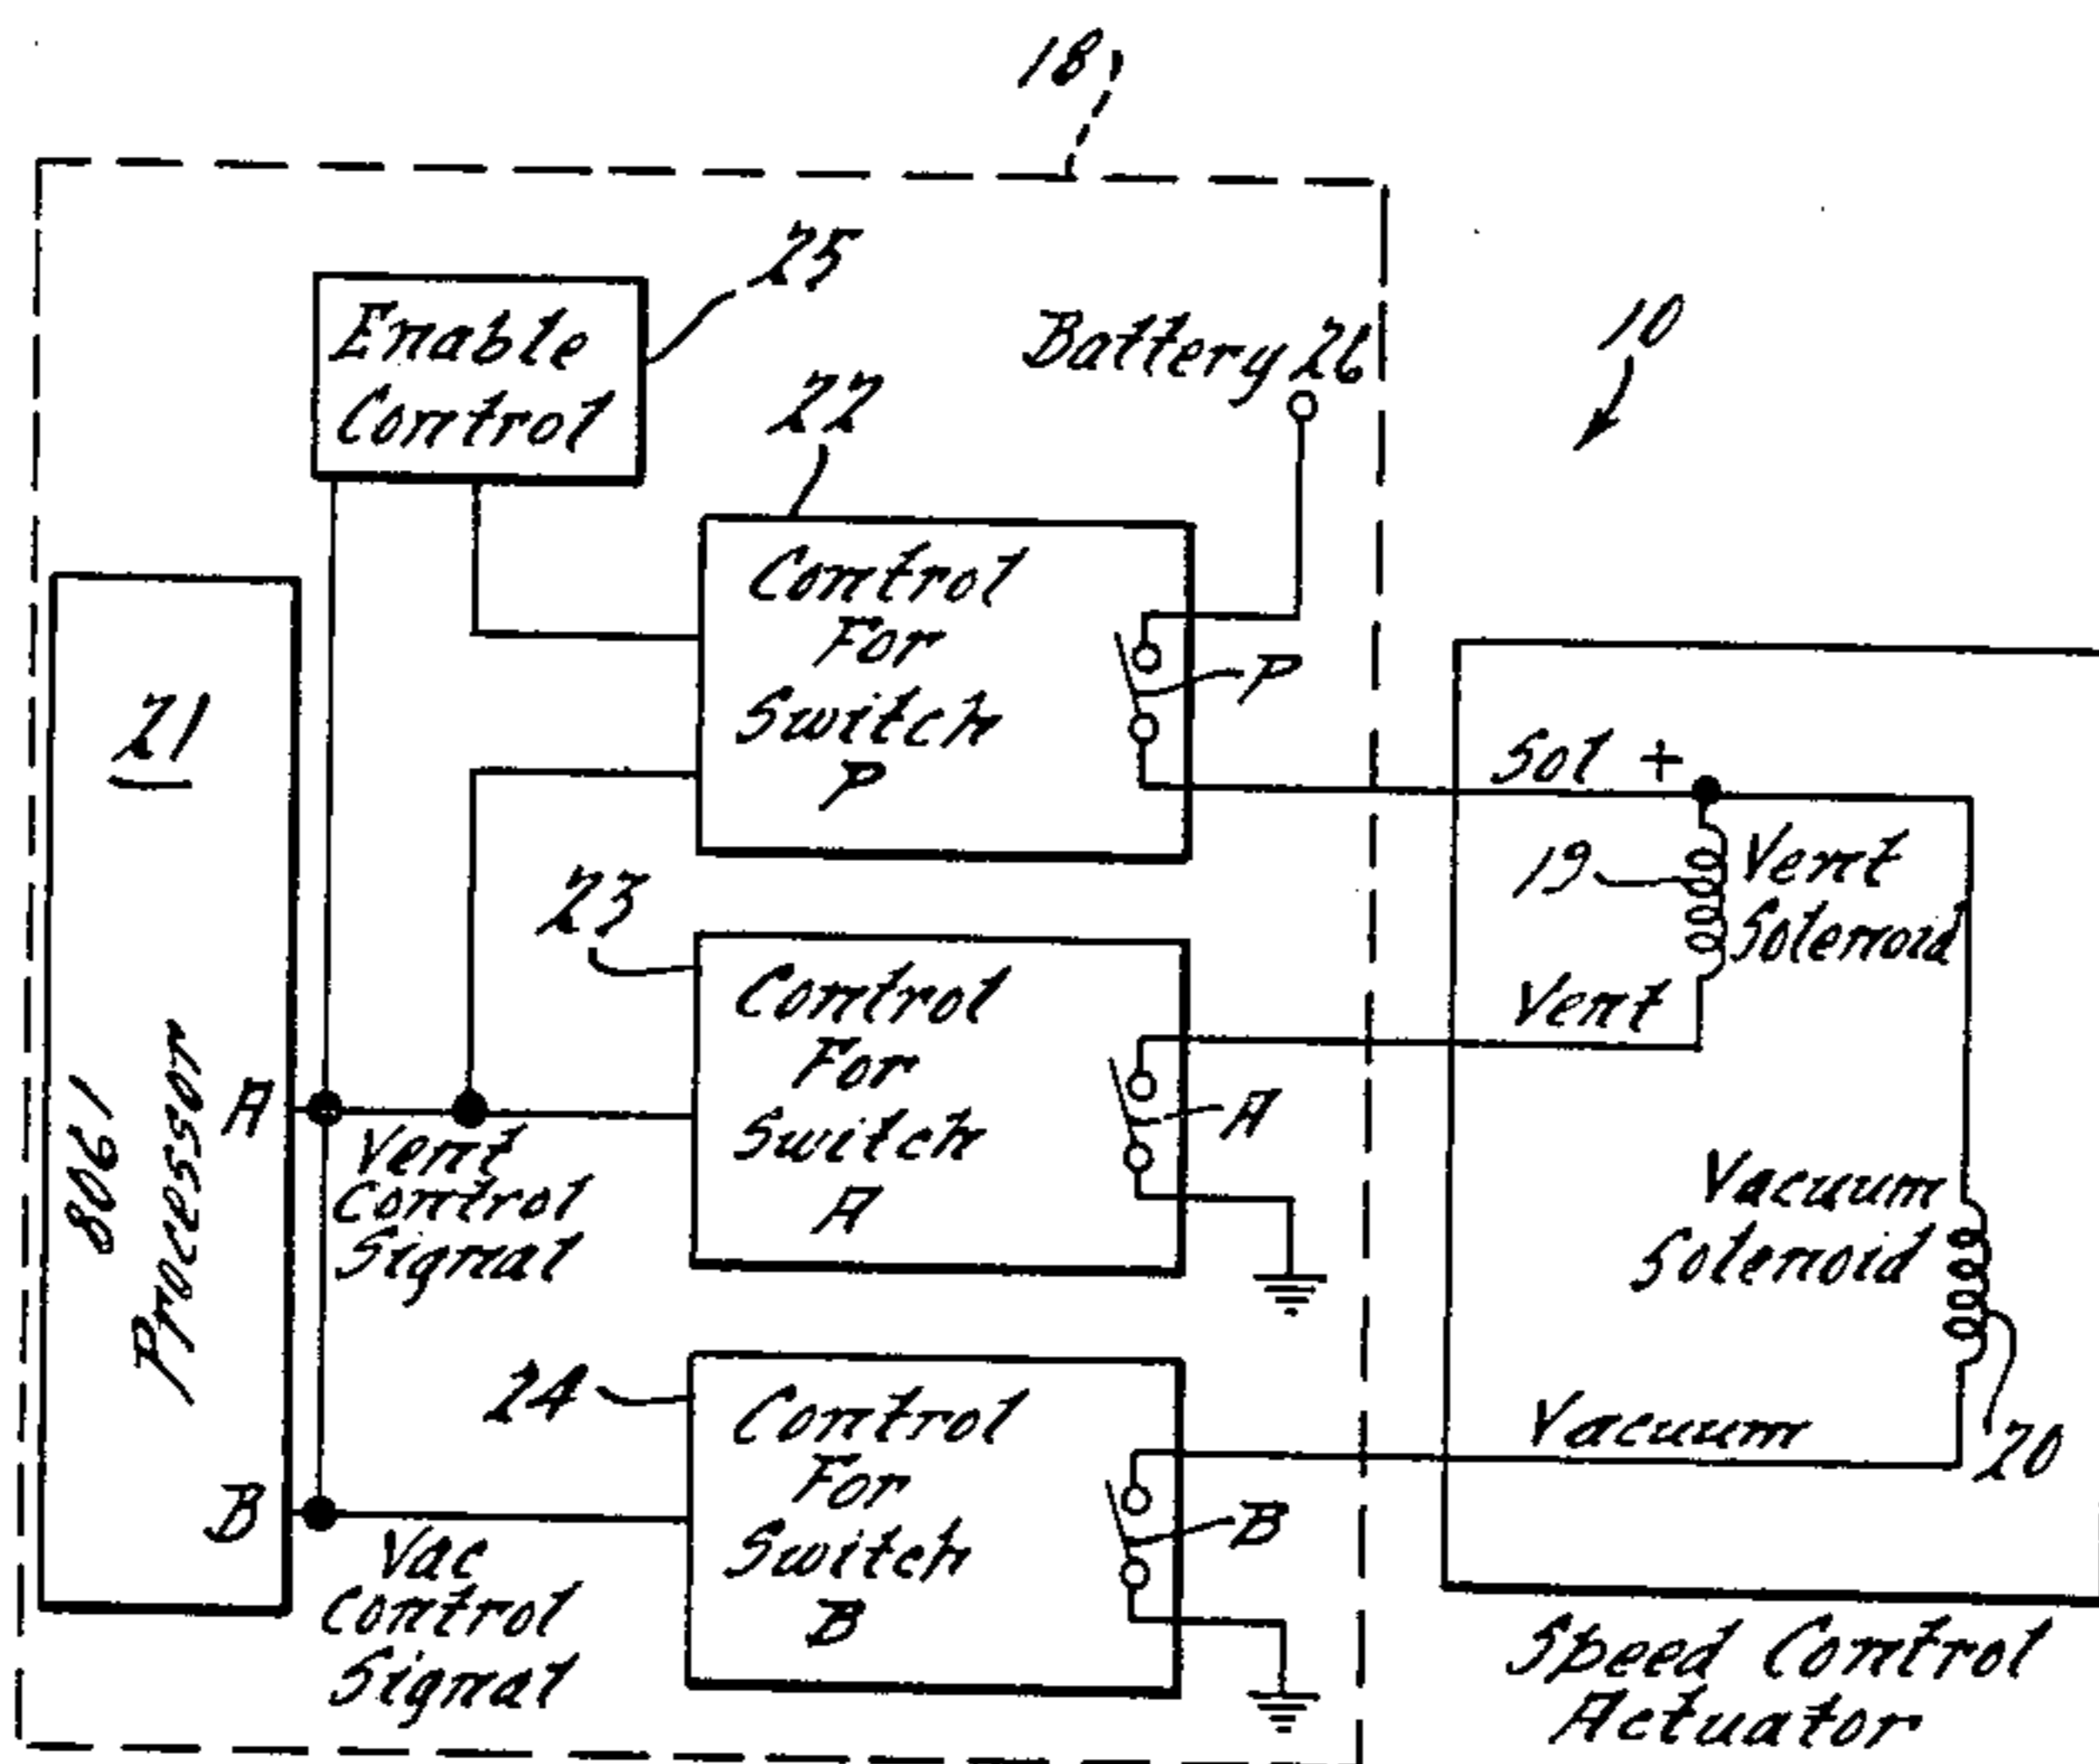 18
25
Enable
Control
Battery 26
10
22
Control
For
Switch
P
P
21
8061
Processor
A
B
Sol +
19
Vent
Solenoid
Vent
23
Control
For
Switch
A
A
Vent
Control
Signal
Vacuum
Solenoid
20
Vacuum
24
Control
For
Switch
B
B
Vac
Control
Signal
Speed Control
Actuator